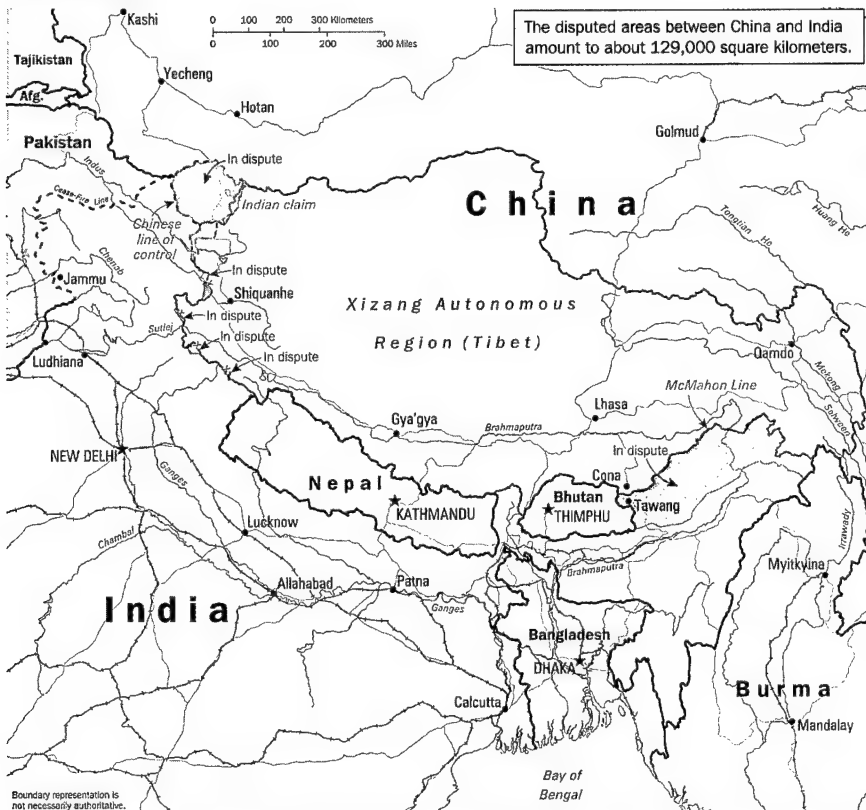 Kashi
0 100 200 300 Kilometers
0 100 200 300 Miles
The disputed areas between China and India
amount to about 129,000 square kilometers.
Tajikistan
Yecheng
Afg.
Hotan
Golmud
Pakistan
Indus
In dispute
Cease-Fire Line
Indian claim
China
Chinese
line of
control
Tongtian He
Huang He
Chenab
Jammu
In dispute
Shiquanhe
Xizang Autonomous
Region (Tibet)
In dispute
Sutlej
In dispute
In dispute
Ludhiana
Qamdo
Mekong
Salween
McMahon Line
Lhasa
Gya'gya
Brahmaputra
NEW DELHI
In dispute
Ganges
Nepal
KATHMANDU
Cona
Bhutan
THIMPHU
Tawang
Lucknow
Irrawady
Chambal
Brahmaputra
Myitkyina
Allahabad
Patna
Ganges
India
Bangladesh
DHAKA
Burma
Calcutta
Mandalay
Bay of
Bengal
Boundary representation is
not necessarily authoritative.